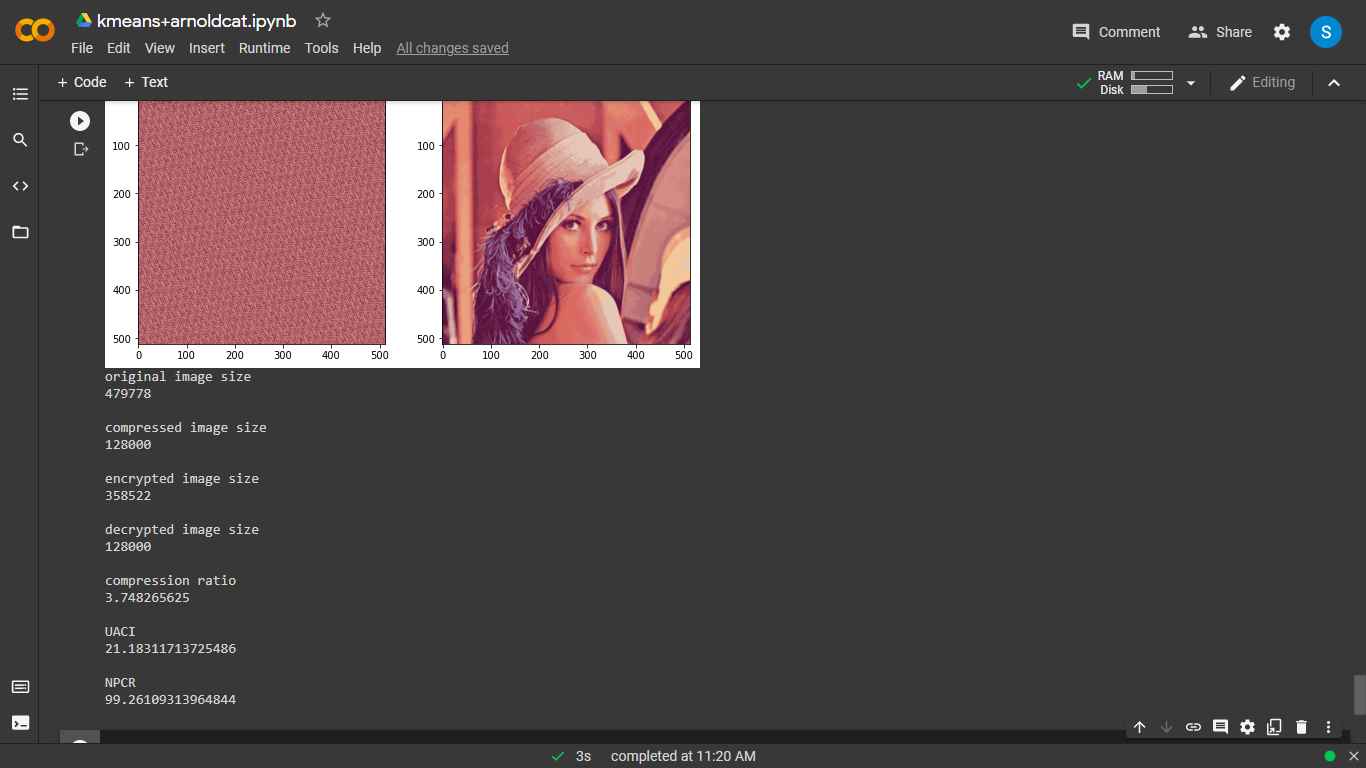 kmeans+arnoldcat.ipynb
File Edit View Insert Runtime Tools Help All changes saved
Comment Share S
+ Code + Text
RAM
Disk
Editing
100 100
200 200
300 300
400 400
500 500
0 100 200 300 400 500 0 100 200 300 400 500
original image size
479778
compressed image size
128000
encrypted image size
358522
decrypted image size
128000
compression ratio
3.748265625
UACI
21.18311713725486
NPCR
99.26109313964844
3s completed at 11:20 AM